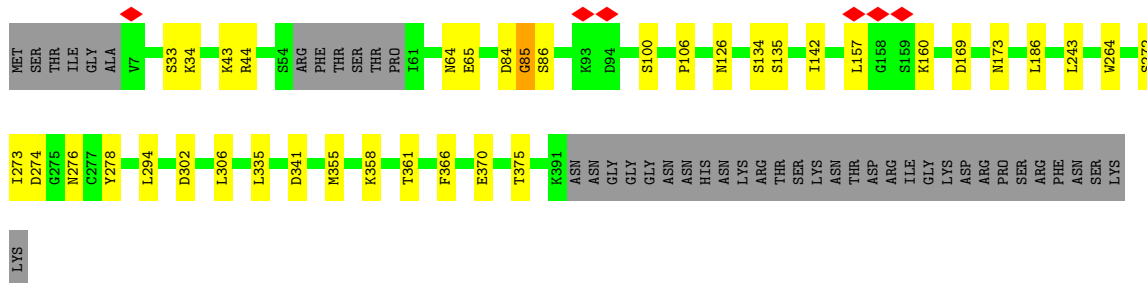 MET SER THR ILE GLY ALA V7 S33 K34 K43 R44 S54 ARG PHE THR SER THR PRO I61 N64 E65 D84 G85 S86 K93 D94 S100 P106 N126 S134 S135 I142 L157 G158 S159 K160 D169 N173 L186 L243 W264 S272
I273 D274 G275 N276 C277 Y278 L294 D302 L306 L335 D341 M355 K358 T361 F366 E370 T375 K391 ASN ASN GLY GLY GLY ASN ASN HIS ASN LYS ARG THR SER LYS ASN THR ASP ARG ILE GLY LYS ASP ARG PRO SER ARG PHE ASN SER LYS
LYS